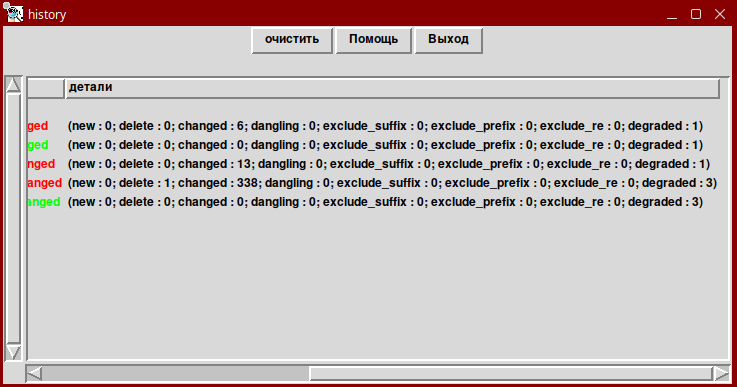 history
очистить Помощь Выход
детали
ged (new : 0; delete : 0; changed : 6; dangling : 0; exclude_suffix : 0; exclude_prefix : 0; exclude_re : 0; degraded : 1)
ged (new : 0; delete : 0; changed : 0; dangling : 0; exclude_suffix : 0; exclude_prefix : 0; exclude_re : 0; degraded : 1)
nged (new : 0; delete : 0; changed : 13; dangling : 0; exclude_suffix : 0; exclude_prefix : 0; exclude_re : 0; degraded : 1)
anged (new : 0; delete : 1; changed : 338; dangling : 0; exclude_suffix : 0; exclude_prefix : 0; exclude_re : 0; degraded : 3)
anged (new : 0; delete : 0; changed : 0; dangling : 0; exclude_suffix : 0; exclude_prefix : 0; exclude_re : 0; degraded : 3)